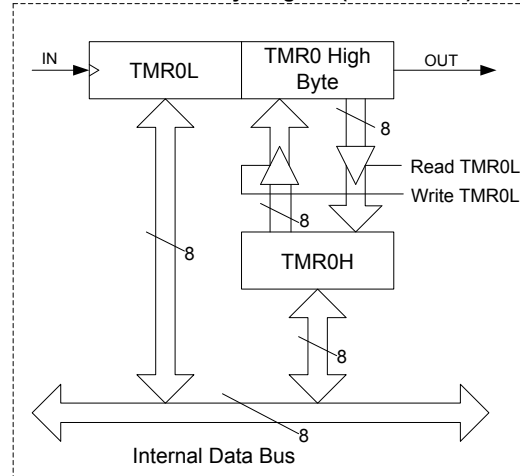 IN
TMR0L
TMR0 High
Byte
OUT
8
Read TMR0L
Write TMR0L
8
8
TMR0H
8
8
Internal Data Bus